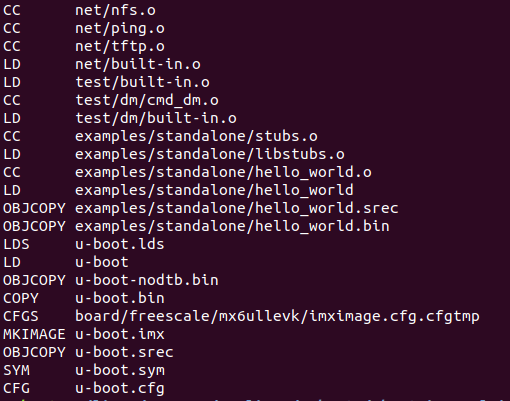 CC net/nfs.o
CC net/ping.o
CC net/tftp.o
LD net/built-in.o
LD test/built-in.o
CC test/dm/cmd_dm.o
LD test/dm/built-in.o
CC examples/standalone/stubs.o
LD examples/standalone/libstubs.o
CC examples/standalone/hello_world.o
LD examples/standalone/hello_world
OBJCOPY examples/standalone/hello_world.srec
OBJCOPY examples/standalone/hello_world.bin
LDS u-boot.lds
LD u-boot
OBJCOPY u-boot-nodtb.bin
COPY u-boot.bin
CFGS board/freescale/mx6ullevk/imximage.cfg.cfgtmp
MKIMAGE u-boot.imx
OBJCOPY u-boot.srec
SYM u-boot.sym
CFG u-boot.cfg